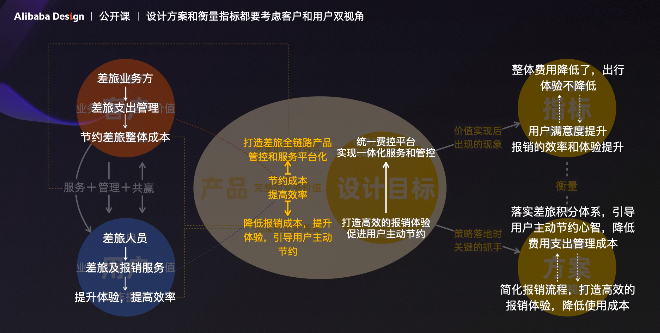 Alibaba Design | 公开课 | 设计方案和衡量指标都要考虑客户和用户双视角
差旅业务方
差旅支出管理
节约差旅整体成本
服务+管理+共赢
差旅人员
差旅及报销服务
提升体验，提高效率
用户
产品
打造差旅全链路产品
管控和服务平台化
节约成本
提高效率
降低报销成本，提升
体验，引导用户主动
节约
统一费控平台
实现一体化服务和管控
设计目标
打造高效的报销体验
促进用户主动节约
价值实现后
出现的现象
策略落地时
关键的抓手
整体费用降低了，出行
体验不降低
指标
用户满意度提升
报销的效率和体验提升
衡量
落实差旅积分体系，引导
用户主动节约心智，降低
费用支出管理成本
方案
简化报销流程，打造高效的
报销体验，降低使用成本